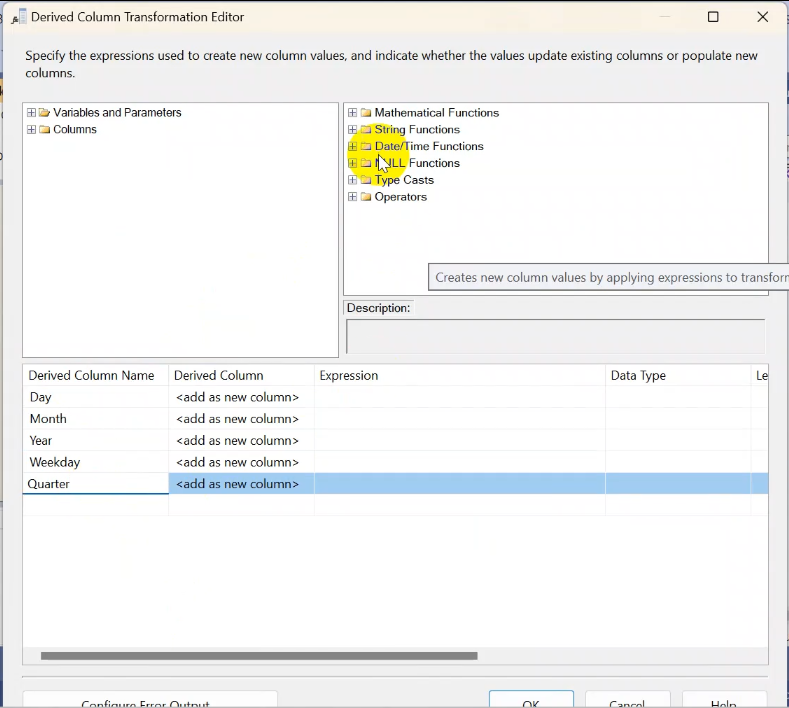 Derived Column Transformation Editor
Specify the expressions used to create new column values, and indicate whether the values update existing columns or populate new
columns.
Variables and Parameters
Columns
Mathematical Functions
String Functions
Date/Time Functions
NULL Functions
Type Casts
Operators
Creates new column values by applying expressions to transform
Description:
Derived Column Name Derived Column Expression Data Type Le
Day <add as new column>
Month <add as new column>
Year <add as new column>
Weekday <add as new column>
Quarter <add as new column>
Configure Error Output OK Cancel Help